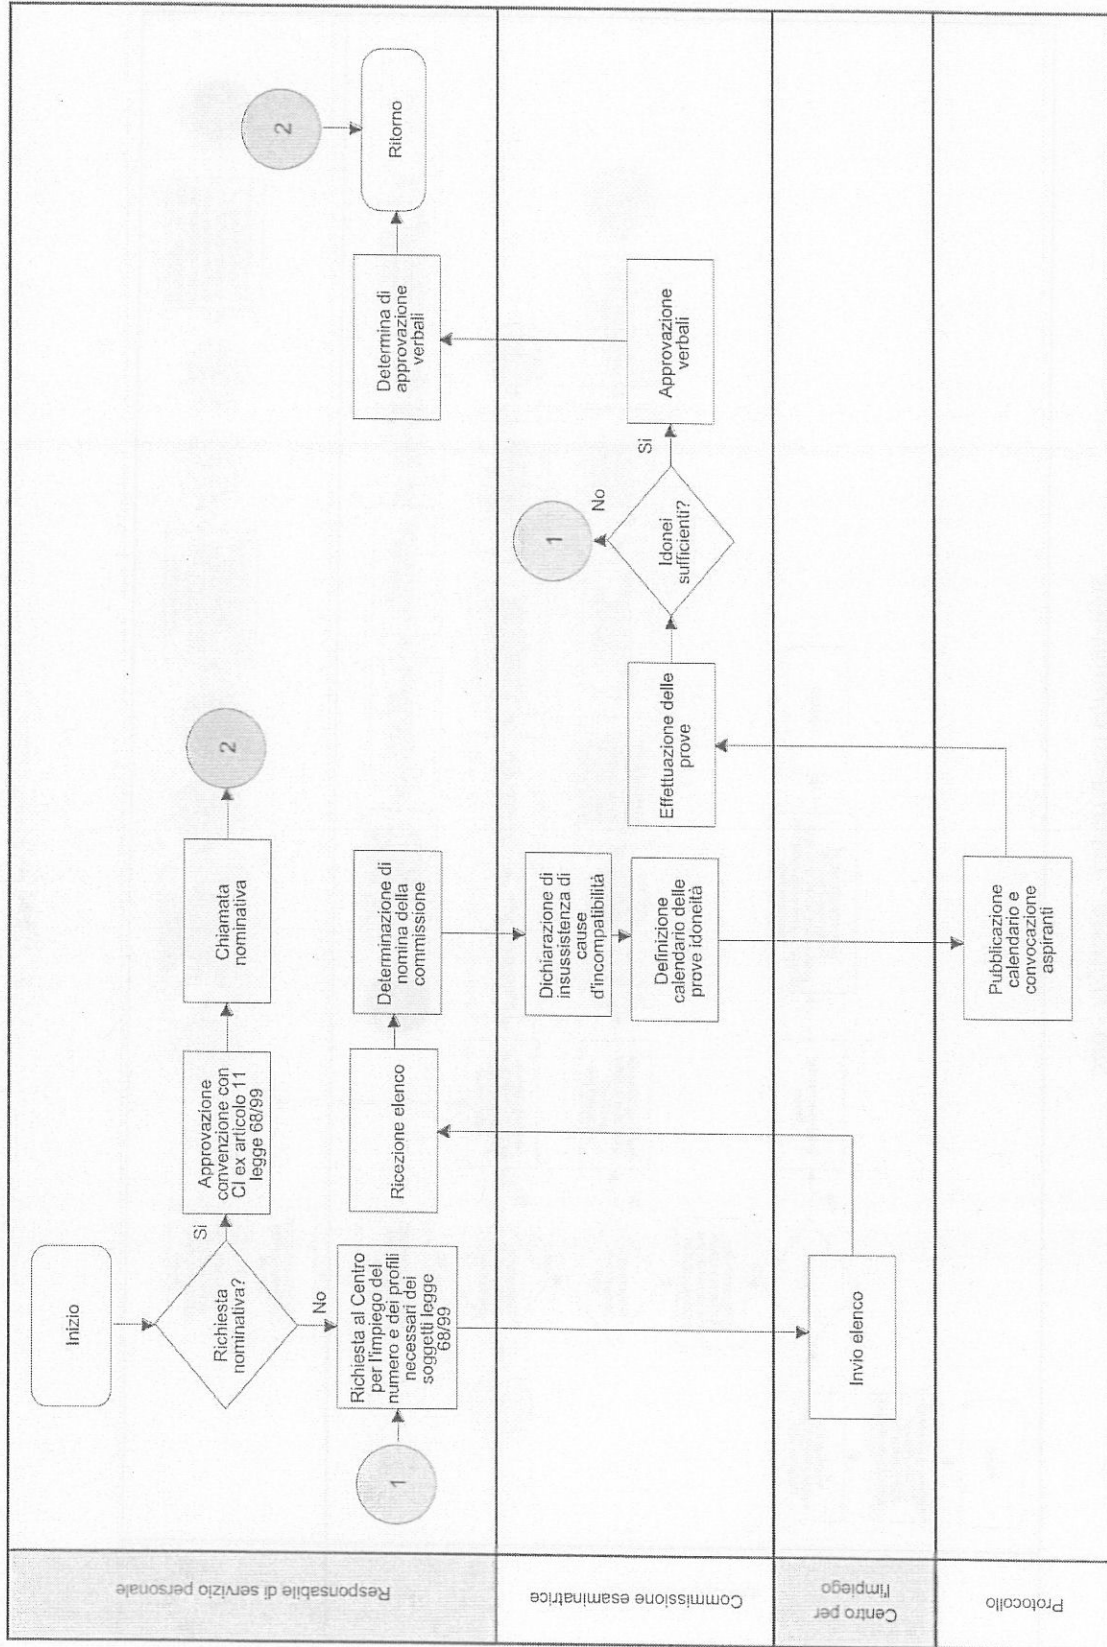 Responsabile di servizio personale
Inizio
Richiesta
nominativa?
Si
No
Approvazione
convenzione con
CI ex articolo 11
legge 68/99
Chiamata
nominativa
2
1
Richiesta al Centro
per l'impiego del
numero e dei profili
necessari dei
soggetti legge
68/99
Ricezione elenco
Determinazione di
nomina della
commissione
Determina di
approvazione
verbali
2
Ritorno
Commissione esaminatrice
Dichiarazione di
insussistenza di
cause
d'incompatibilità
Definizione
calendario delle
prove idoneità
Effettuazione delle
prove
Idonei
sufficienti?
No
1
Si
Approvazione
verbali
Centro per
l'impiego
Invio elenco
Protocollo
Pubblicazione
calendario e
convocazione
aspiranti